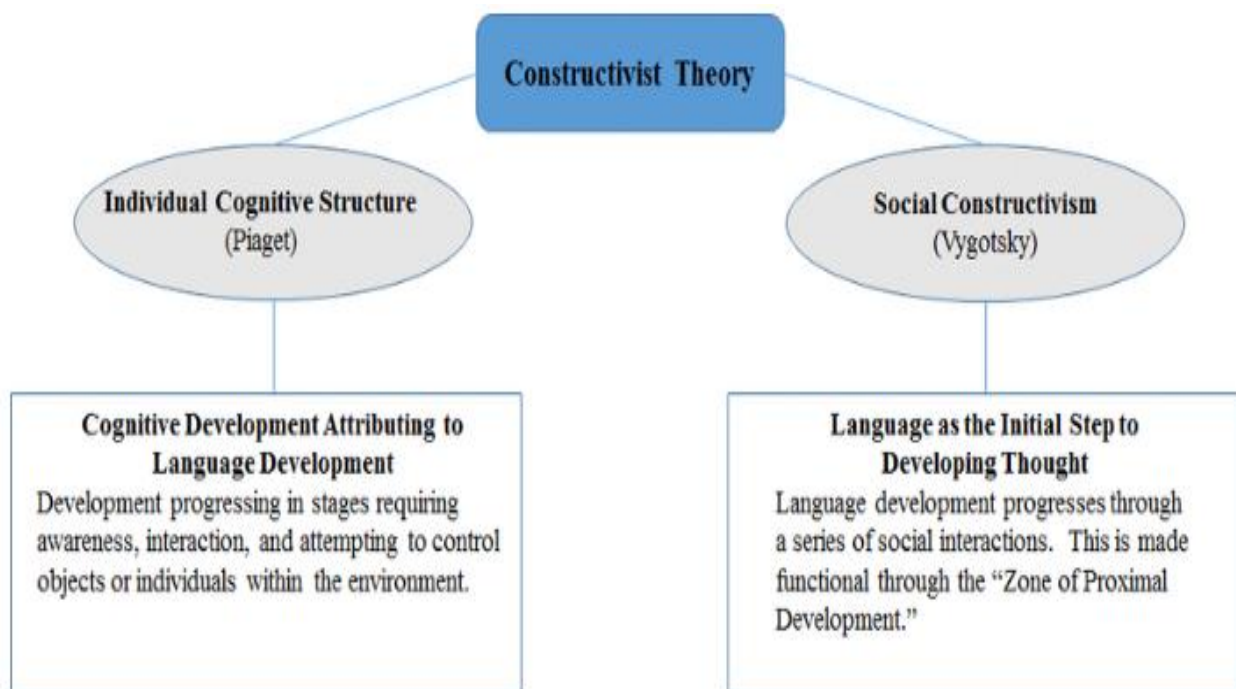 Constructivist Theory
Individual Cognitive Structure
(Piaget)
Social Constructivism
(Vygotsky)
Cognitive Development Attributing to
Language Development
Development progressing in stages requiring
awareness, interaction, and attempting to control
objects or individuals within the environment.
Language as the Initial Step to
Developing Thought
Language development progresses through
a series of social interactions. This is made
functional through the “Zone of Proximal
Development.”